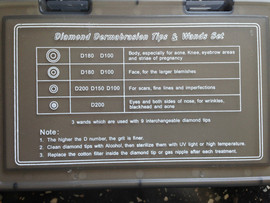 Diamond Dermabrasion Tips & Wands Set
D180 D100 Body, especially for acne, fines, eyebrow areas
and striae of pregnancy
D180 D100 Face, for the larger blemishes
D200 D150 D100 For scars, fine lines and imperfections
D200 Eyes and both sides of nose, for wrinkles,
blackhead and acne
3 wands which are used with 9 interchangeable diamond tips
Note:
1. The higher the D number, the grit is finer.
2. Clean diamond tips with Alcohol, then sterilize them with UV light or high temperature.
3. Replace the cotton filter inside the diamond tip or gas nipple after each treatment.